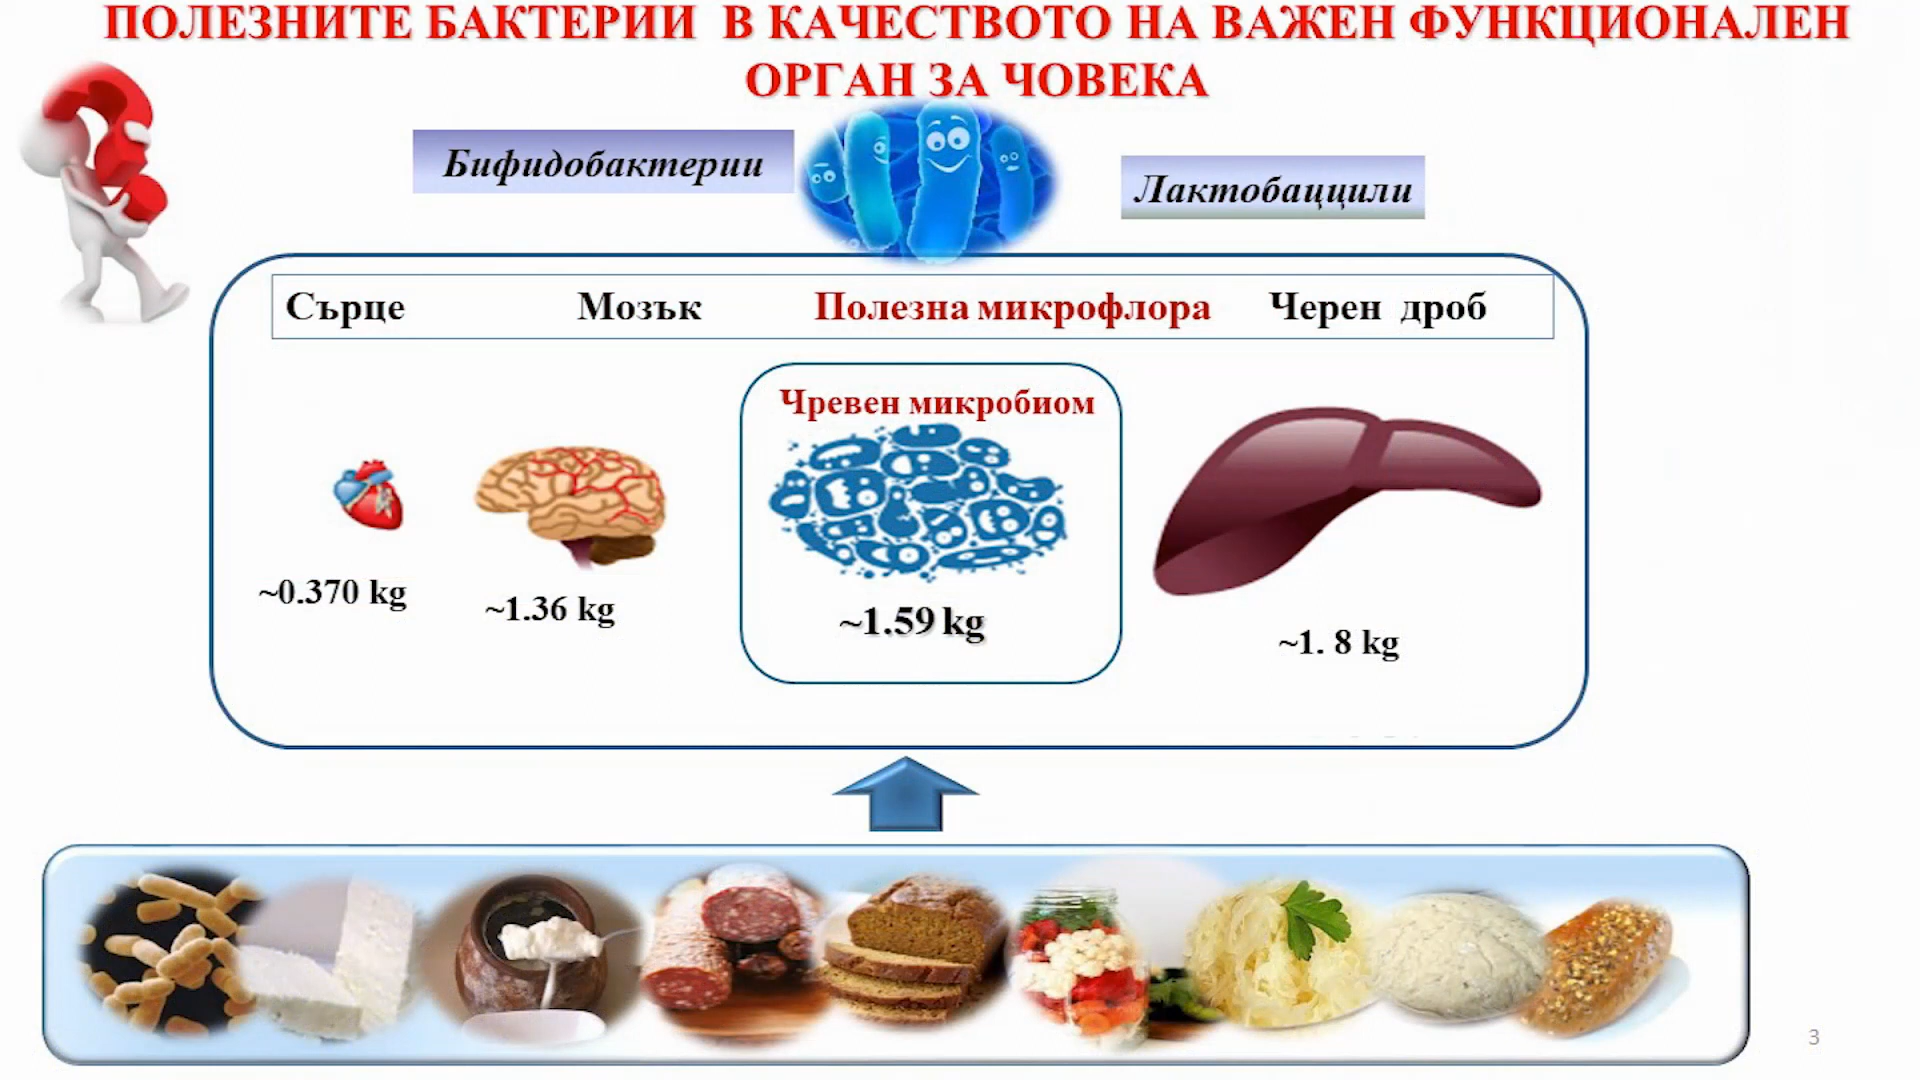 ПОЛЕЗНИТЕ БАКТЕРИИ В КАЧЕСТВОТО НА ВАЖЕН ФУНКЦИОНАЛЕН
ОРГАН ЗА ЧОВЕКА
Бифидобактерии
Лактобаццили
Сърце Мозък Полезна микрофлора Черен дроб
Чревен микробиом
~0.370 kg
~1.36 kg
~1.59 kg
~1. 8 kg
3